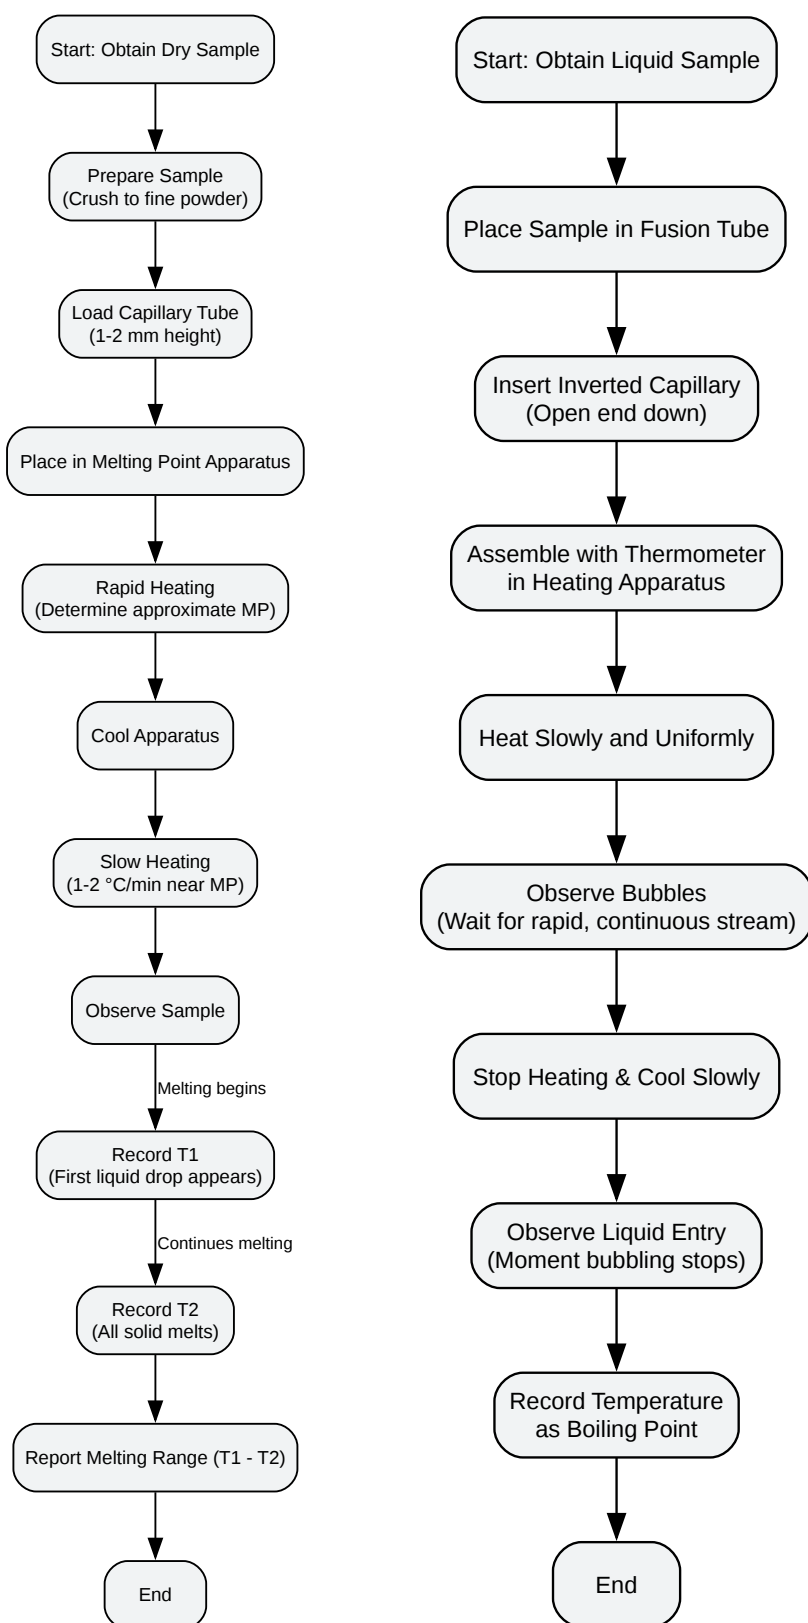 Start: Obtain Dry Sample
Prepare Sample
(Crush to fine powder)
Load Capillary Tube
(1-2 mm height)
Place in Melting Point Apparatus
Rapid Heating
(Determine approximate MP)
Cool Apparatus
Slow Heating
(1-2 °C/min near MP)
Observe Sample
Melting begins
Record T1
(First liquid drop appears)
Continues melting
Record T2
(All solid melts)
Report Melting Range (T1 - T2)
End
Start: Obtain Liquid Sample
Place Sample in Fusion Tube
Insert Inverted Capillary
(Open end down)
Assemble with Thermometer
in Heating Apparatus
Heat Slowly and Uniformly
Observe Bubbles
(Wait for rapid, continuous stream)
Stop Heating & Cool Slowly
Observe Liquid Entry
(Moment bubbling stops)
Record Temperature
as Boiling Point
End